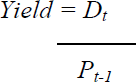 Yield = Dt
Pt-1